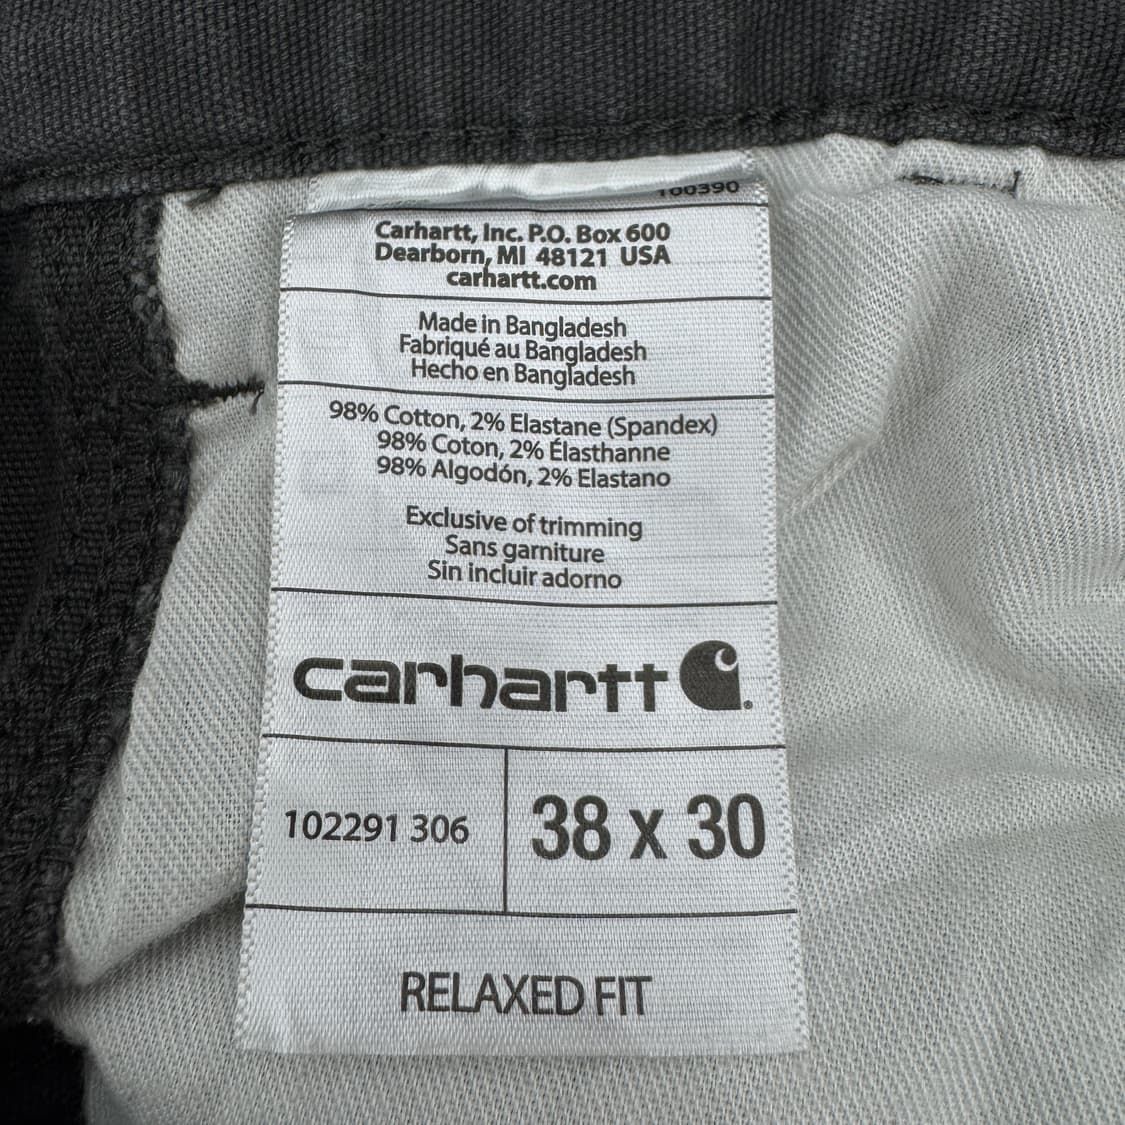 100390
Carhartt, Inc. P.O. Box 600
Dearborn, MI 48121 USA
carhartt.com
Made in Bangladesh
Fabriqué au Bangladesh
Hecho en Bangladesh
98% Cotton, 2% Elastane (Spandex)
98% Coton, 2% Élasthanne
98% Algodón, 2% Elastano
Exclusive of trimming
Sans garniture
Sin incluir adorno
carhartt
102291 306
38 x 30
RELAXED FIT